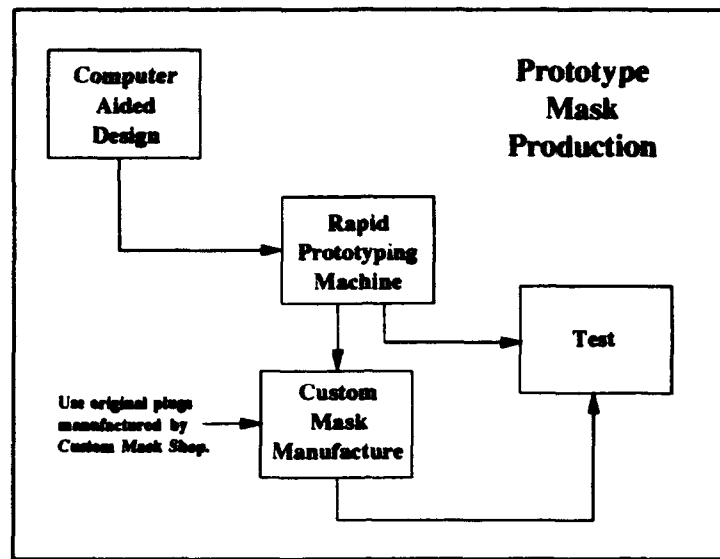 Computer
Aided
Design
Prototype
Mask
Production
Rapid
Prototyping
Machine
Test
Custom
Mask
Manufacture
Use original plugs
manufactured by
Custom Mask Shop.